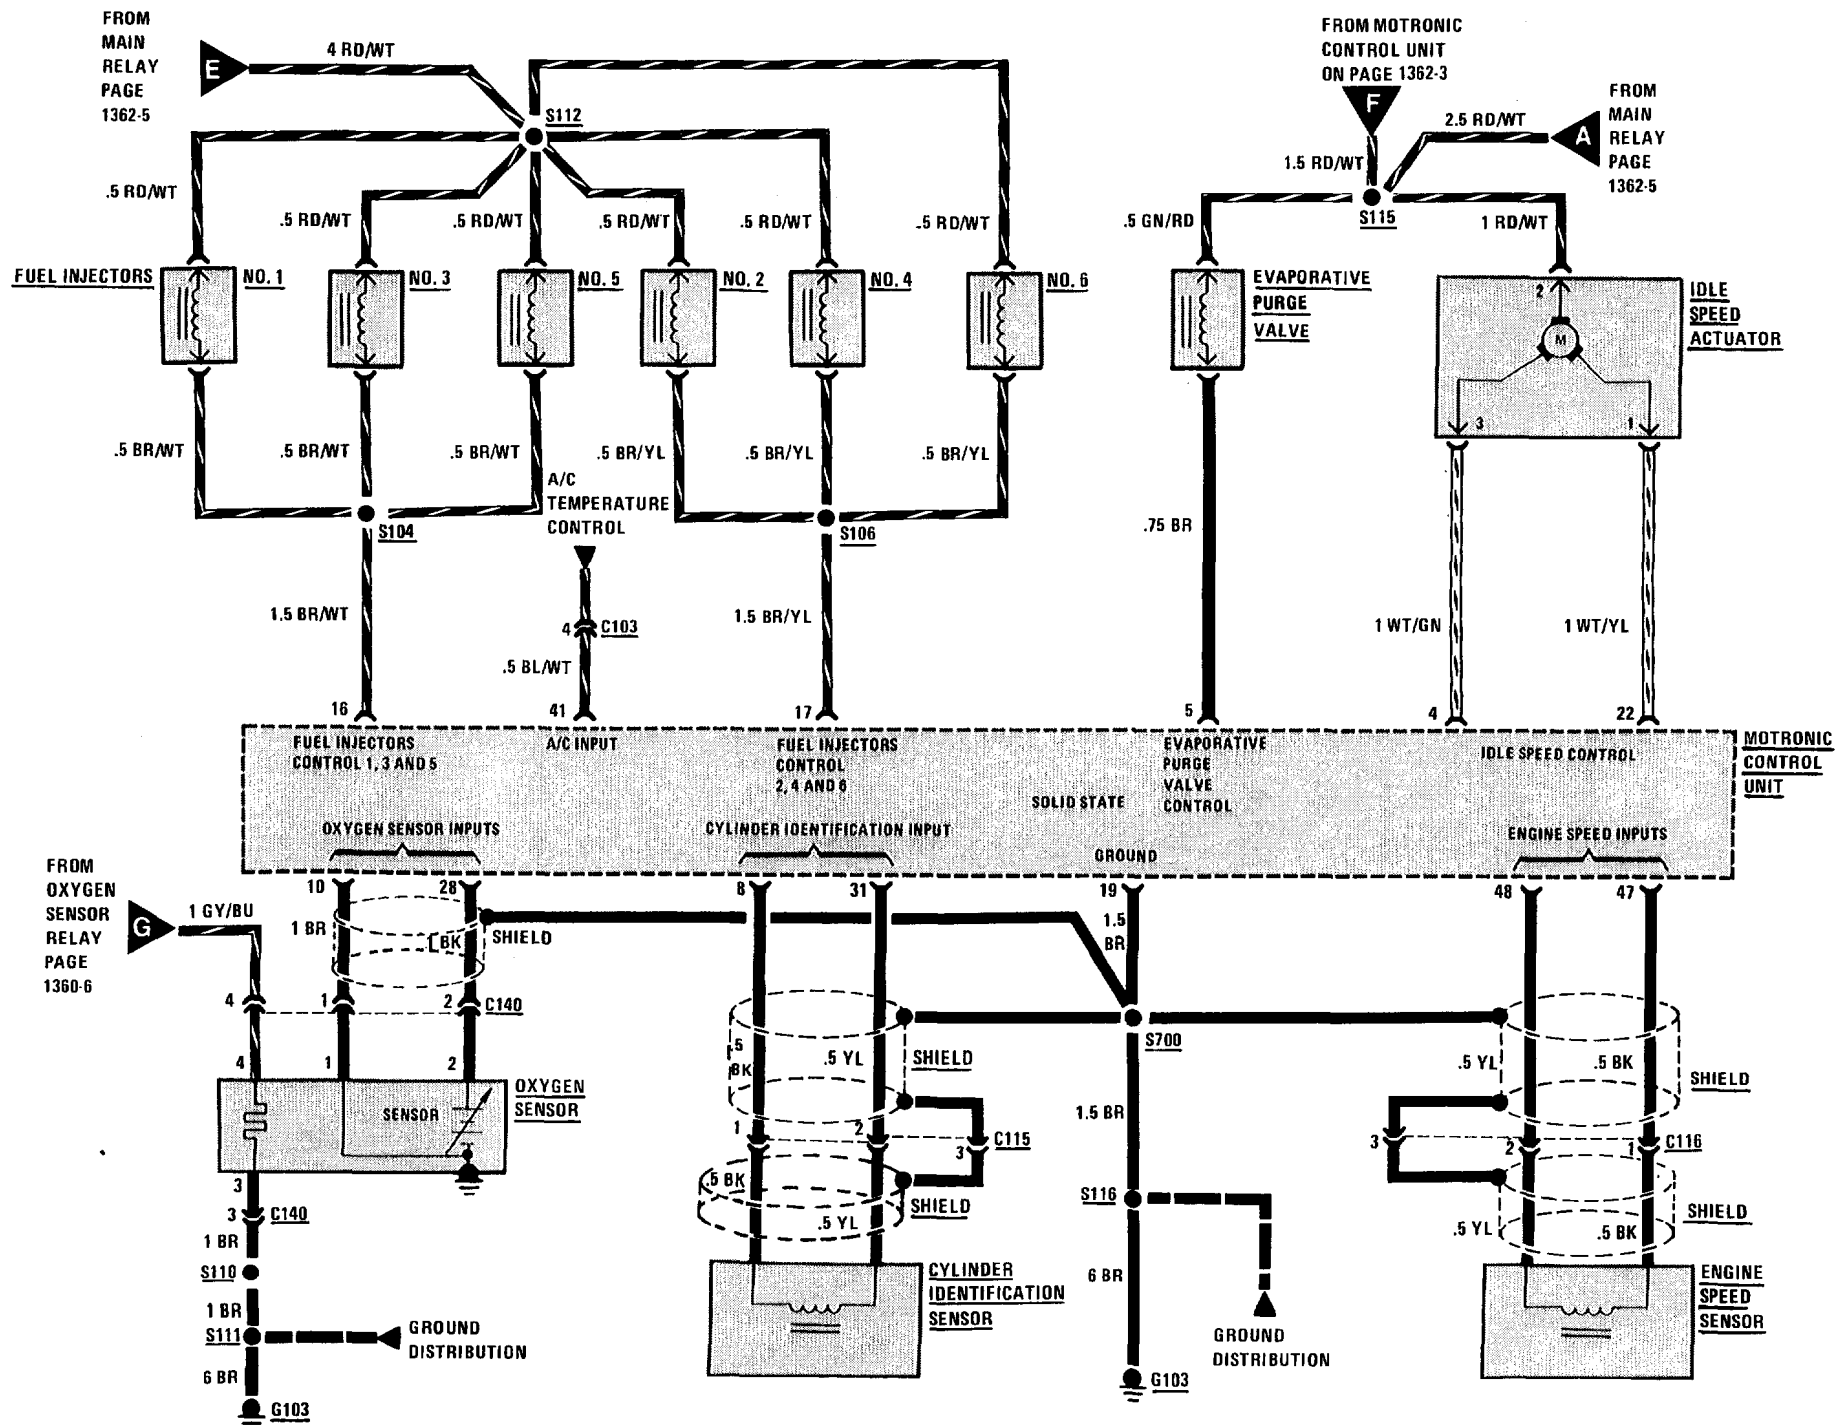 FROM
MAIN
RELAY
PAGE
1362-5
E
4 RD/WT
S112
FROM MOTRONIC
CONTROL UNIT
ON PAGE 1362-3
F
1.5 RD/WT
2.5 RD/WT
A
FROM
MAIN
RELAY
PAGE
1362-5
S115
.5 RD/WT
.5 RD/WT
.5 RD/WT
.5 RD/WT
.5 RD/WT
.5 RD/WT
.5 GN/RD
1 RD/WT
FUEL INJECTORS
NO. 1
NO. 3
NO. 5
NO. 2
NO. 4
NO. 6
EVAPORATIVE
PURGE
VALVE
2
M
3
1
IDLE
SPEED
ACTUATOR
.5 BR/WT
.5 BR/WT
.5 BR/WT
.5 BR/YL
.5 BR/YL
.5 BR/YL
A/C
TEMPERATURE
CONTROL
S104
S106
.75 BR
1.5 BR/WT
4
C103
.5 BL/WT
1.5 BR/YL
1 WT/GN
1 WT/YL
16
41
17
5
4
22
FUEL INJECTORS
CONTROL 1, 3 AND 5
A/C INPUT
FUEL INJECTORS
CONTROL
2, 4 AND 6
EVAPORATIVE
PURGE
VALVE
CONTROL
IDLE SPEED CONTROL
SOLID STATE
MOTRONIC
CONTROL
UNIT
OXYGEN SENSOR INPUTS
CYLINDER IDENTIFICATION INPUT
GROUND
ENGINE SPEED INPUTS
10
28
8
31
19
48
47
FROM
OXYGEN
SENSOR
RELAY
PAGE
1360-6
G
1 GY/BU
1 BR
1 BK
SHIELD
1.5
BR
4
1
2
C140
S700
.5
BK
.5 YL
SHIELD
.5 YL
.5 BK
SHIELD
4
1
2
SENSOR
OXYGEN
SENSOR
1.5 BR
1
2
3
C115
3
2
1
C116
3
3
C140
.5 BK
.5 YL
SHIELD
S116
.5 YL
.5 BK
SHIELD
1 BR
S110
1 BR
S111
GROUND
DISTRIBUTION
6 BR
G103
CYLINDER
IDENTIFICATION
SENSOR
6 BR
GROUND
DISTRIBUTION
G103
ENGINE
SPEED
SENSOR